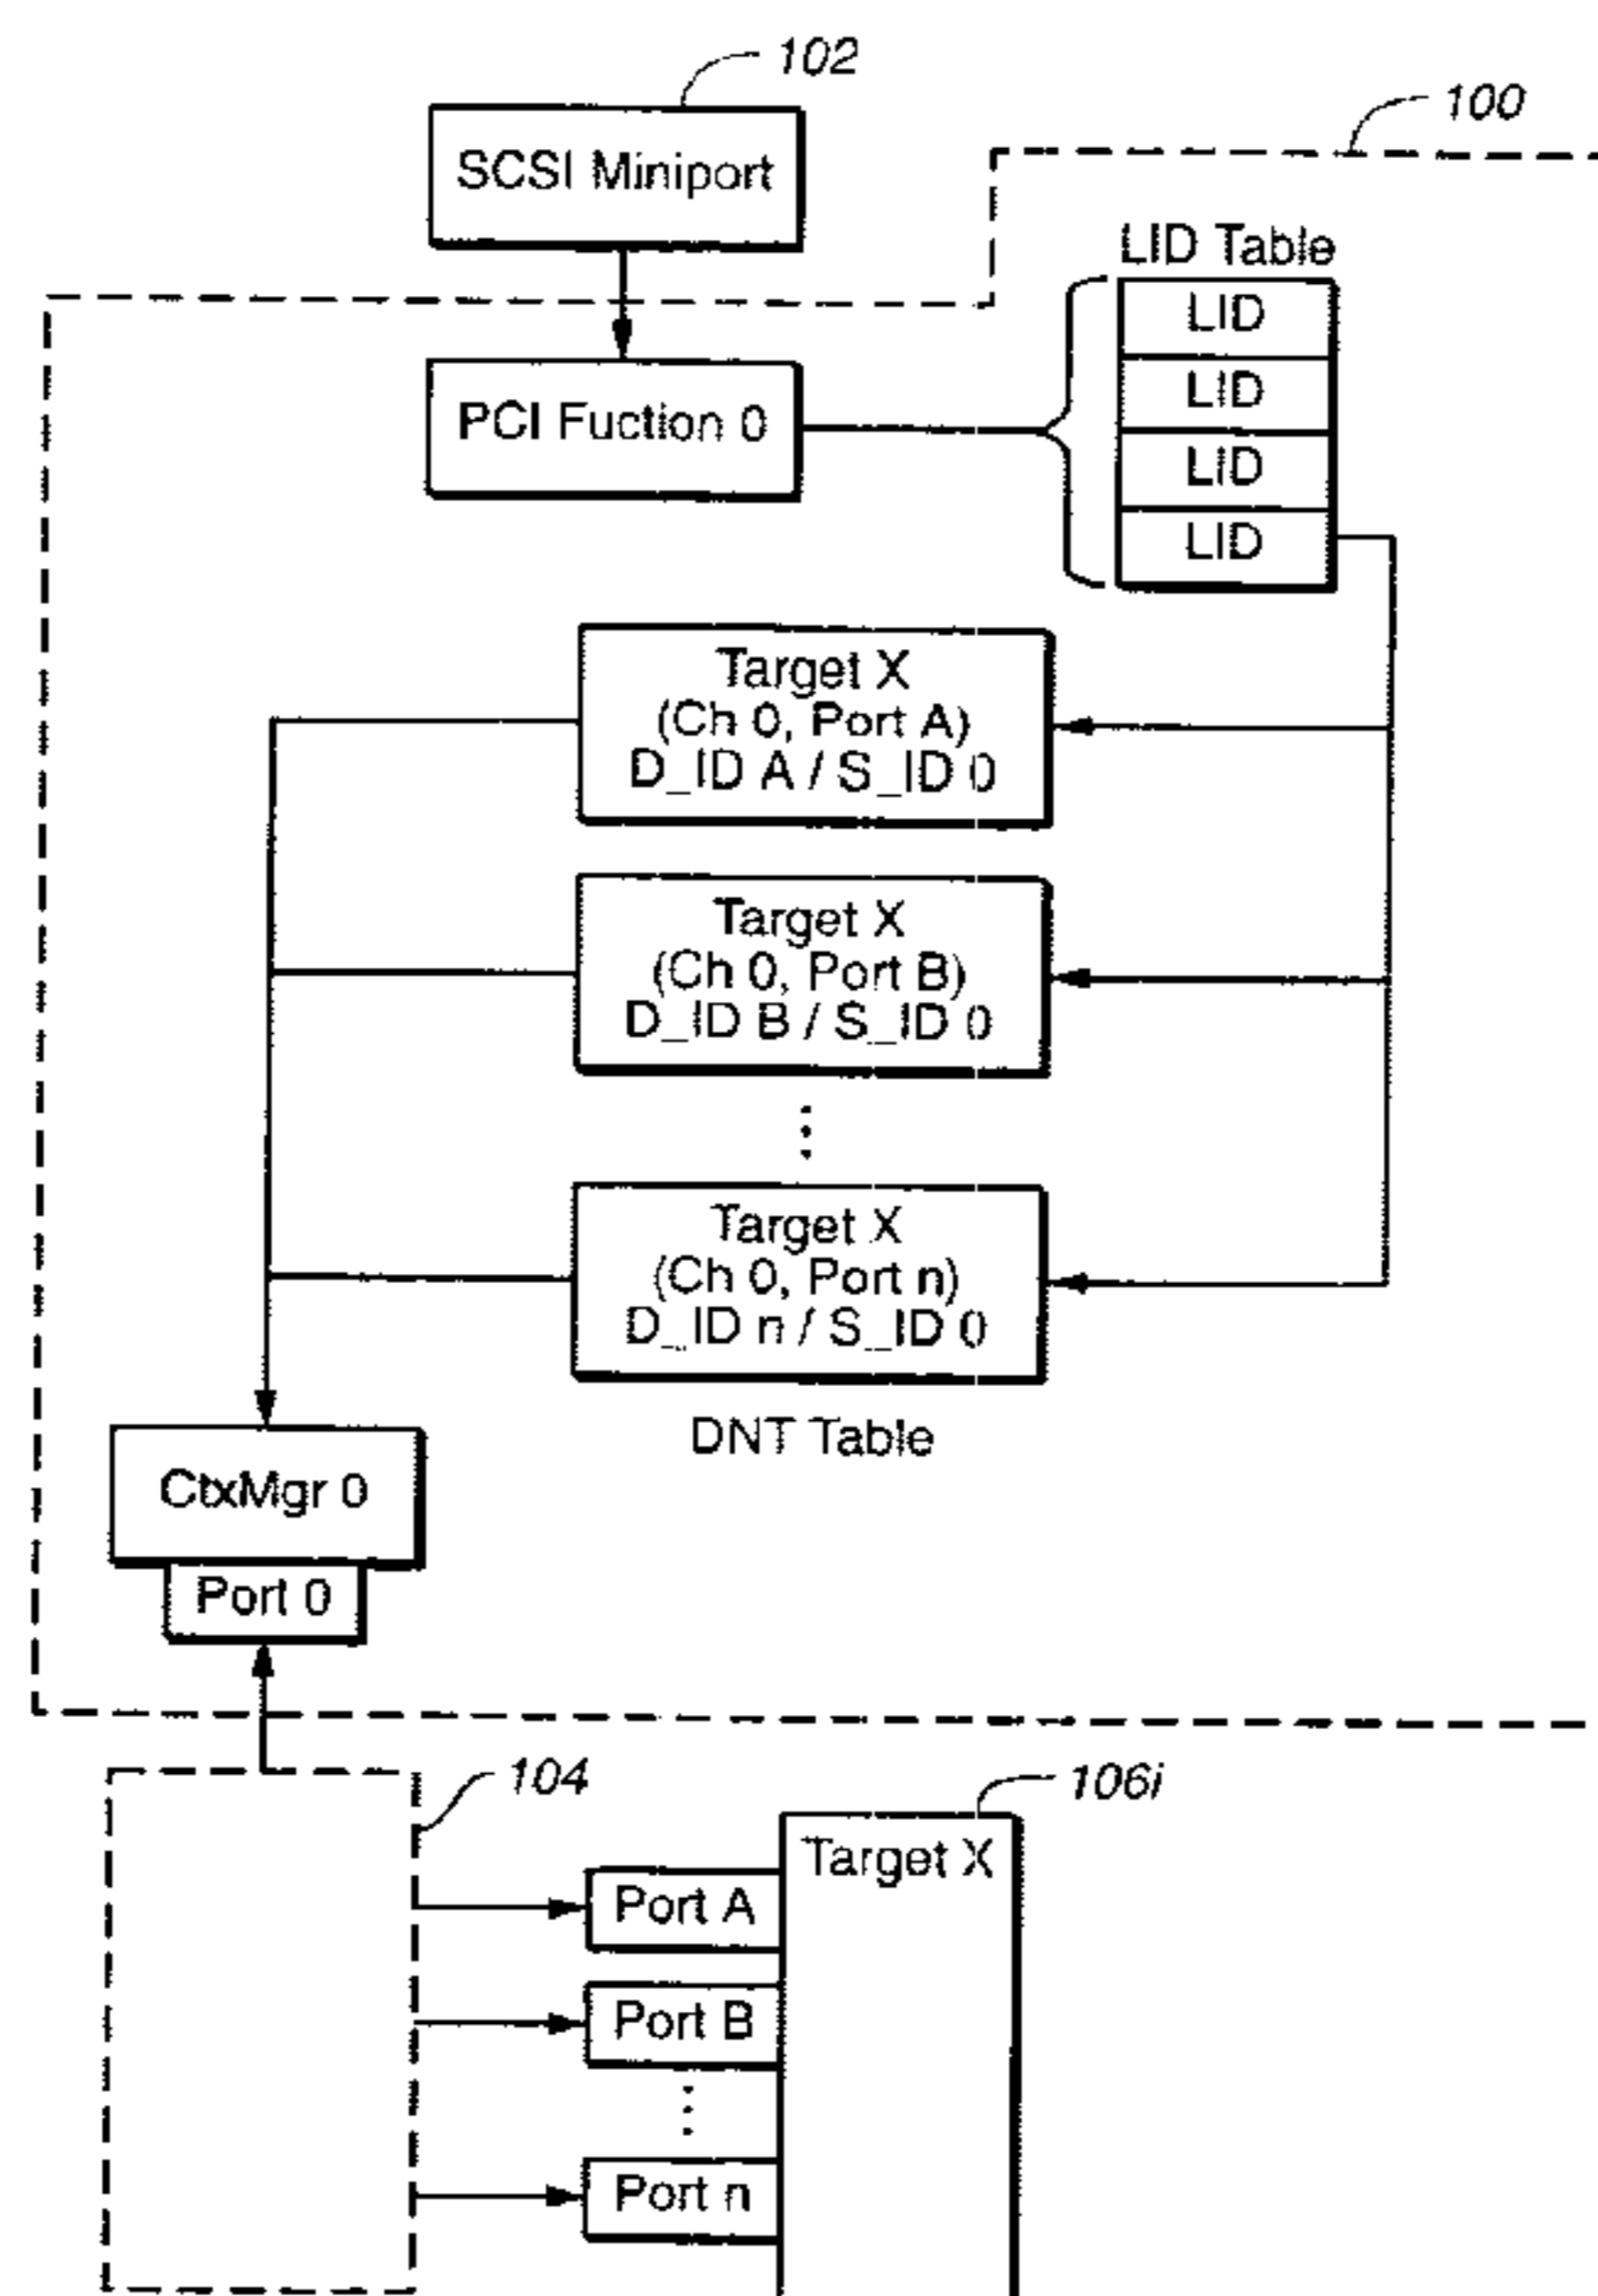 102
100
SCSI Miniport
LID Table
LID
PCI Fuction 0
LID
LID
LID
Target X
(Ch 0, Port A)
D_ID A / S_ID 0
Target X
(Ch 0, Port B)
D_ID B / S_ID 0
Target X
(Ch 0, Port n)
D_ID n / S_ID 0
DNT Table
CtxMgr 0
Port 0
104
106i
Target X
Port A
Port B
Port n